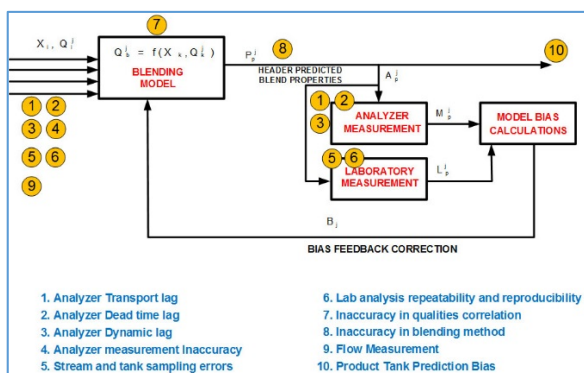 7
X i , Q i j
Q b j = f( X k , Q k j )
BLENDING
MODEL
P p j
8
10
HEADER PREDICTED
BLEND PROPERTIES
A p j
1 2
3 4
5 6
9
1 2
3
ANALYZER
MEASUREMENT
M p j
MODEL BIAS
CALCULATIONS
5 6
LABORATORY
MEASUREMENT
L p j
B j
BIAS FEEDBACK CORRECTION
1. Analyzer Transport lag
2. Analyzer Dead time lag
3. Analyzer Dynamic lag
4. Analyzer measurement Inaccuracy
5. Stream and tank sampling errors
6. Lab analysis repeatability and reproducibility
7. Inaccuracy in qualities correlation
8. Inaccuracy in blending method
9. Flow Measurement
10. Product Tank Prediction Bias